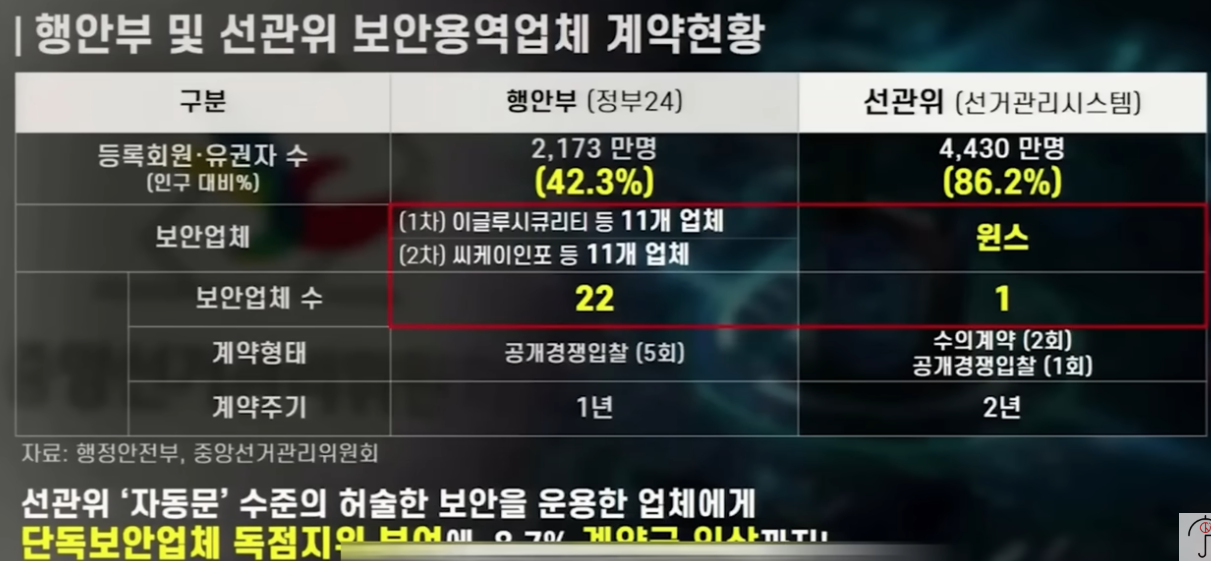 행안부 및 선관위 보안용역업체 계약현황
구분 행안부 (정부24) 선관위 (선거관리시스템)
등록회원·유권자 수 2,173 만명 4,430 만명
(인구 대비%) (42.3%) (86.2%)
보안업체 (1차) 이글루시큐리티 등 11개 업체 윈스
(2차) 씨케이인포 등 11개 업체
보안업체 수 22 1
계약형태 공개경쟁입찰 (5회) 수의계약 (2회)
공개경쟁입찰 (1회)
계약주기 1년 2년
자료: 행정안전부, 중앙선거관리위원회
선관위 ‘자동문’ 수준의 허술한 보안을 운용한 업체에게
단독보안업체 독점지위 부여에, 8.7% 계약금 인상까지!